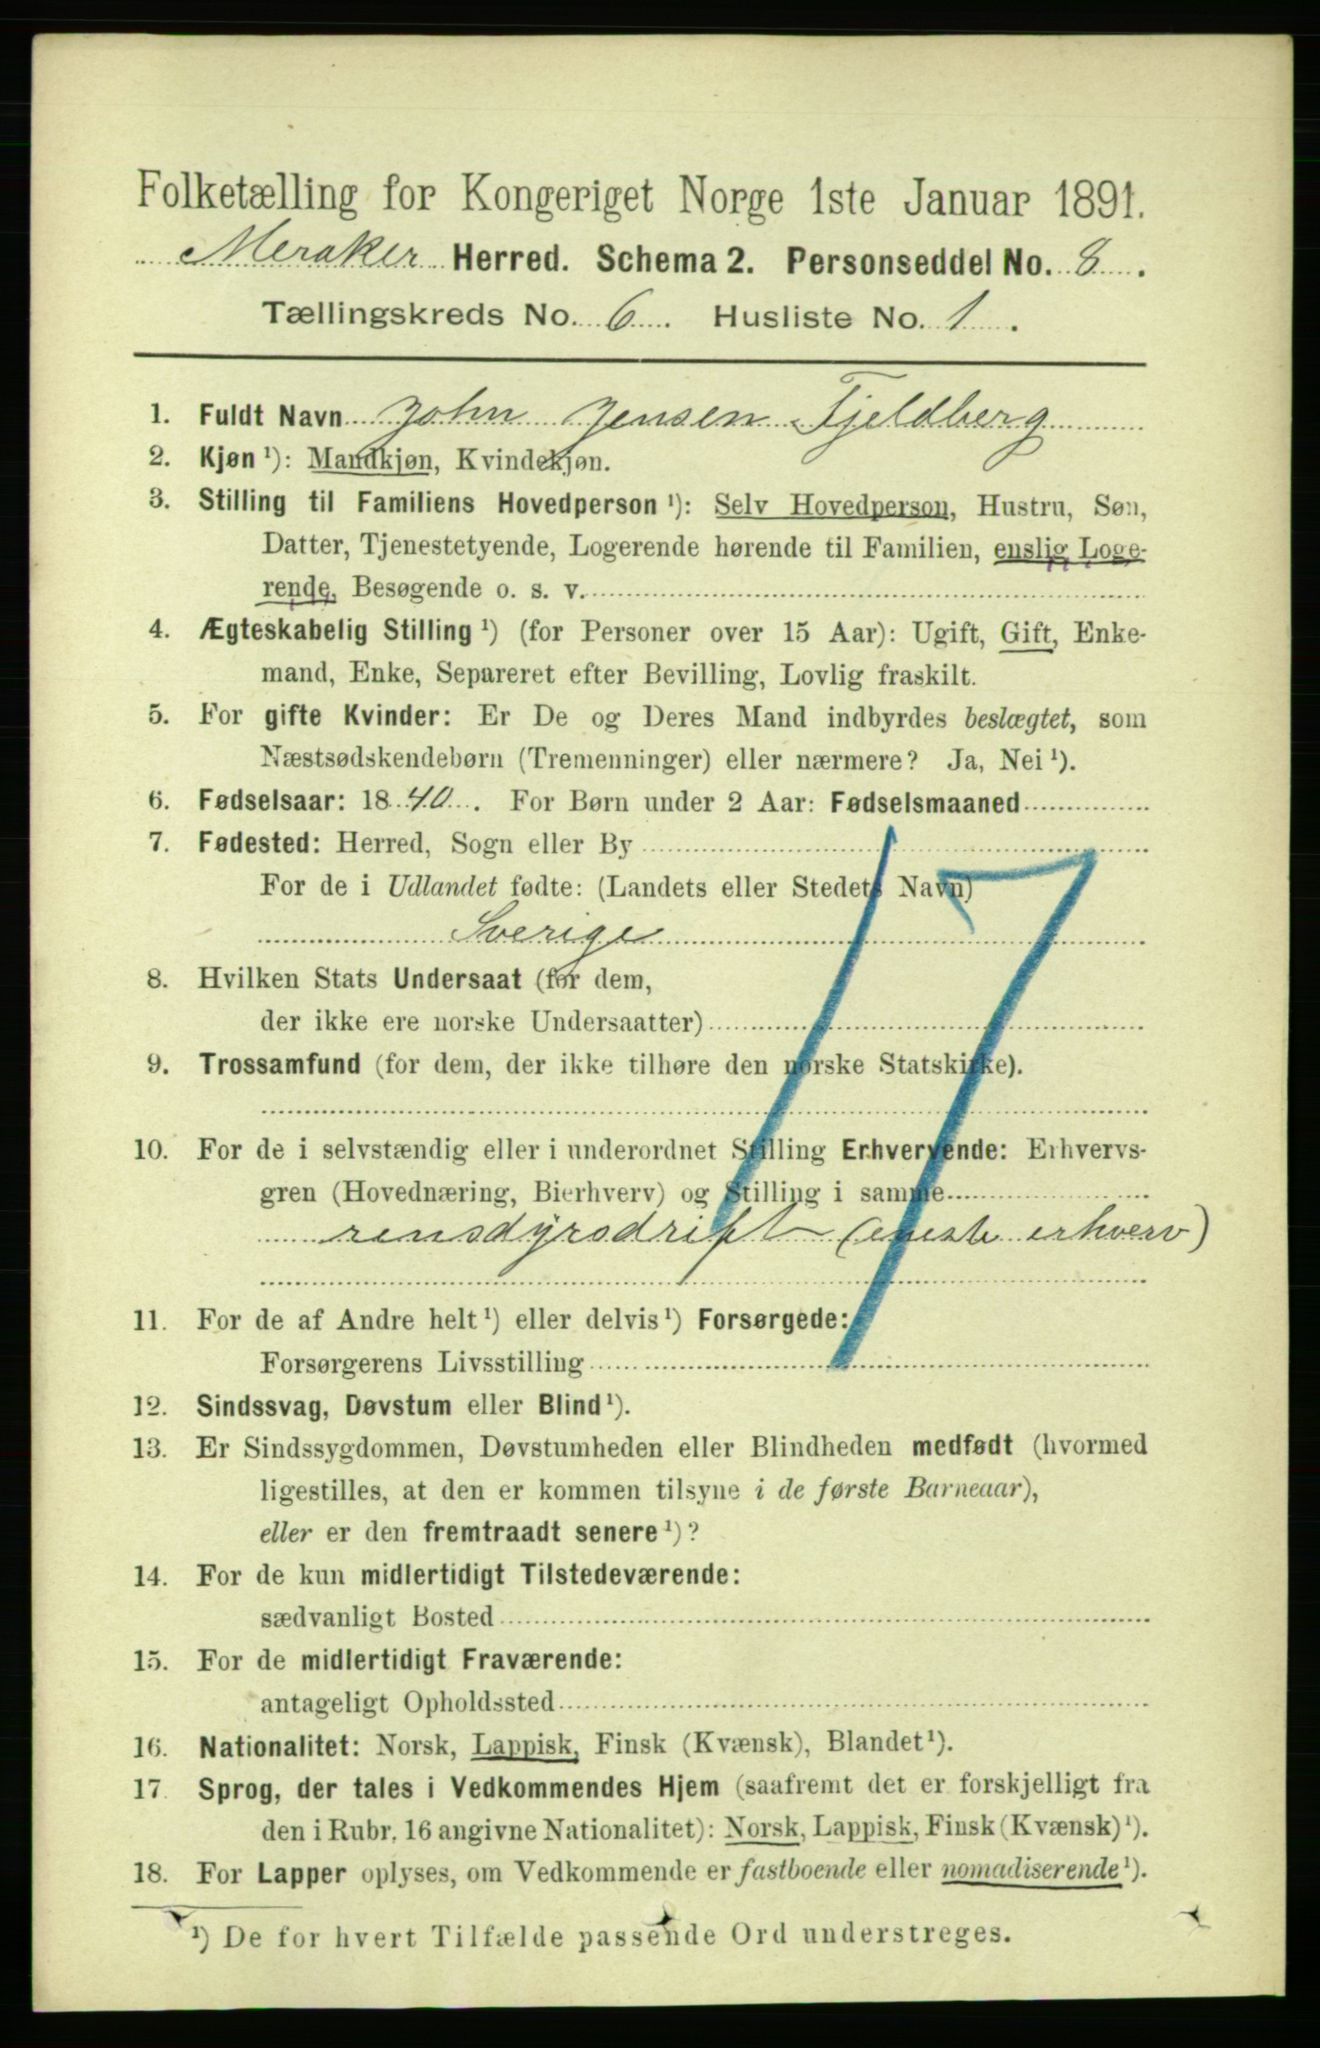 Folketælling for Kongeriget Norge 1ste Januar 1891.
Meraker Herred. Schema 2. Personseddel No. 8.
Tællingskreds No. 6. Husliste No. 1.
1. Fuldt Navn John Jensen Fjeldberg
2. Kjøn ¹): Mandkjøn, Kvindekjøn.
3. Stilling til Familiens Hovedperson ¹): Selv Hovedperson, Hustru, Søn,
Datter, Tjenestetyende, Logerende hørende til Familien, enslig Loge-
rende, Besøgende o. s. v.
4. Ægteskabelig Stilling ¹) (for Personer over 15 Aar): Ugift, Gift, Enke-
mand, Enke, Separeret efter Bevilling, Lovlig fraskilt.
5. For gifte Kvinder: Er De og Deres Mand indbyrdes beslægtet, som
Næstsødskendebørn (Tremenninger) eller nærmere? Ja, Nei ¹).
6. Fødselsaar: 1840. For Børn under 2 Aar: Fødselsmaaned
7. Fødested: Herred, Sogn eller By
For de i Udlandet fødte: (Landets eller Stedets Navn)
Sverige
8. Hvilken Stats Undersaat (for dem,
der ikke ere norske Undersaatter)
9. Trossamfund (for dem, der ikke tilhøre den norske Statskirke).
10. For de i selvstændig eller i underordnet Stilling Erhvervende: Erhvervs-
gren (Hovednæring, Bierhverv) og Stilling i samme
rensdyrsdrift (eneste erhverv)
17
11. For de af Andre helt ¹) eller delvis ¹) Forsørgede:
Forsørgerens Livsstilling
12. Sindssvag, Døvstum eller Blind ¹).
13. Er Sindssygdommen, Døvstumheden eller Blindheden medfødt (hvormed
ligestilles, at den er kommen tilsyne i de første Barneaar),
eller er den fremtraadt senere ¹)?
14. For de kun midlertidigt Tilstedeværende:
sædvanligt Bosted
15. For de midlertidigt Fraværende:
antageligt Opholdssted
16. Nationalitet: Norsk, Lappisk, Finsk (Kvænsk), Blandet ¹).
17. Sprog, der tales i Vedkommendes Hjem (saafremt det er forskjelligt fra
den i Rubr. 16 angivne Nationalitet): Norsk, Lappisk, Finsk (Kvænsk) ¹).
18. For Lapper oplyses, om Vedkommende er fastboende eller nomadiserende ¹).
¹) De for hvert Tilfælde passende Ord understreges.